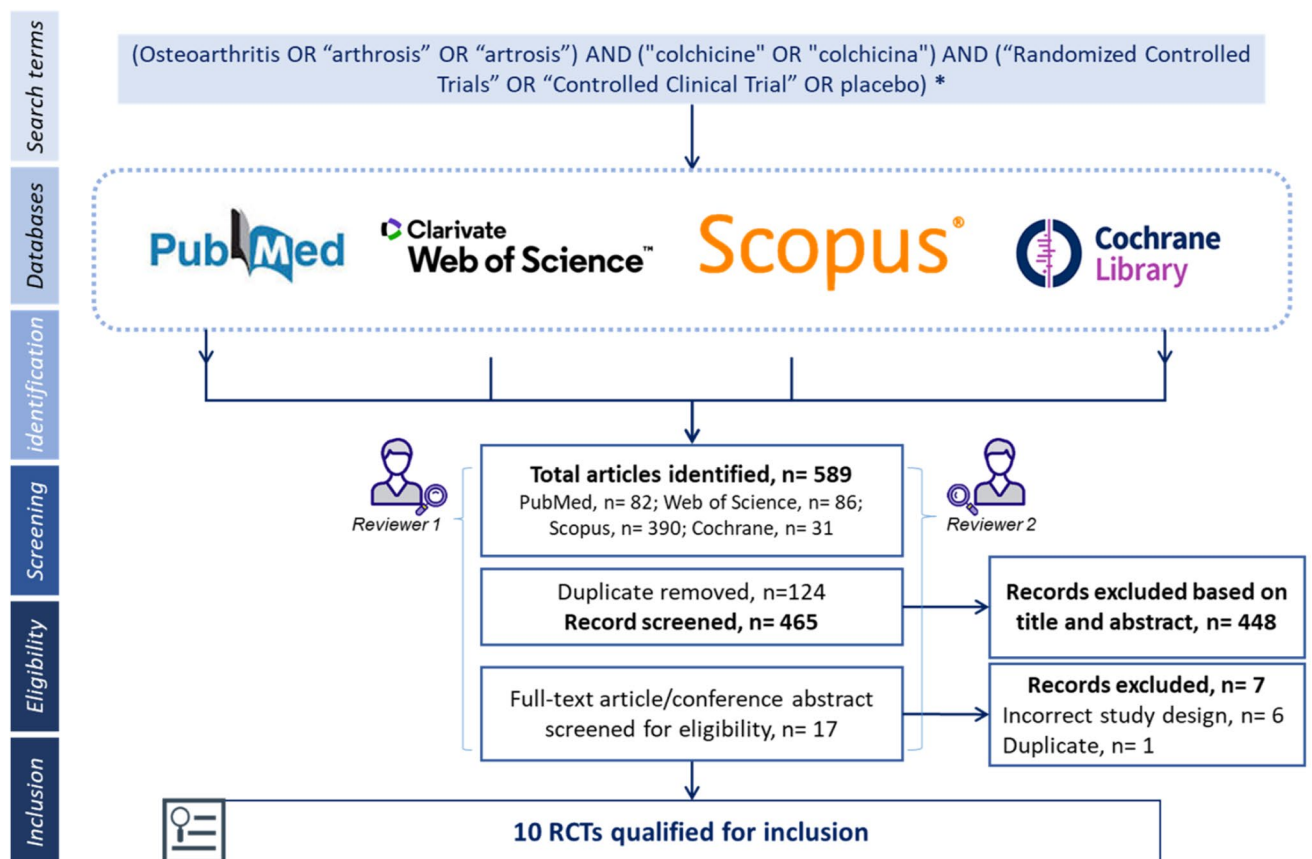 Search terms
(Osteoarthritis OR “arthrosis” OR “artrosis”) AND ("colchicine" OR "colchicina") AND (“Randomized Controlled
Trials” OR “Controlled Clinical Trial” OR placebo) *
Databases
PubMed
Clarivate
Web of Science™
Scopus®
Cochrane
Library
identification
Screening
Reviewer 1
Total articles identified, n= 589
PubMed, n= 82; Web of Science, n= 86;
Scopus, n= 390; Cochrane, n= 31
Reviewer 2
Duplicate removed, n=124
Record screened, n= 465
Records excluded based on
title and abstract, n= 448
Eligibility
Full-text article/conference abstract
screened for eligibility, n= 17
Records excluded, n= 7
Incorrect study design, n= 6
Duplicate, n= 1
Inclusion
10 RCTs qualified for inclusion